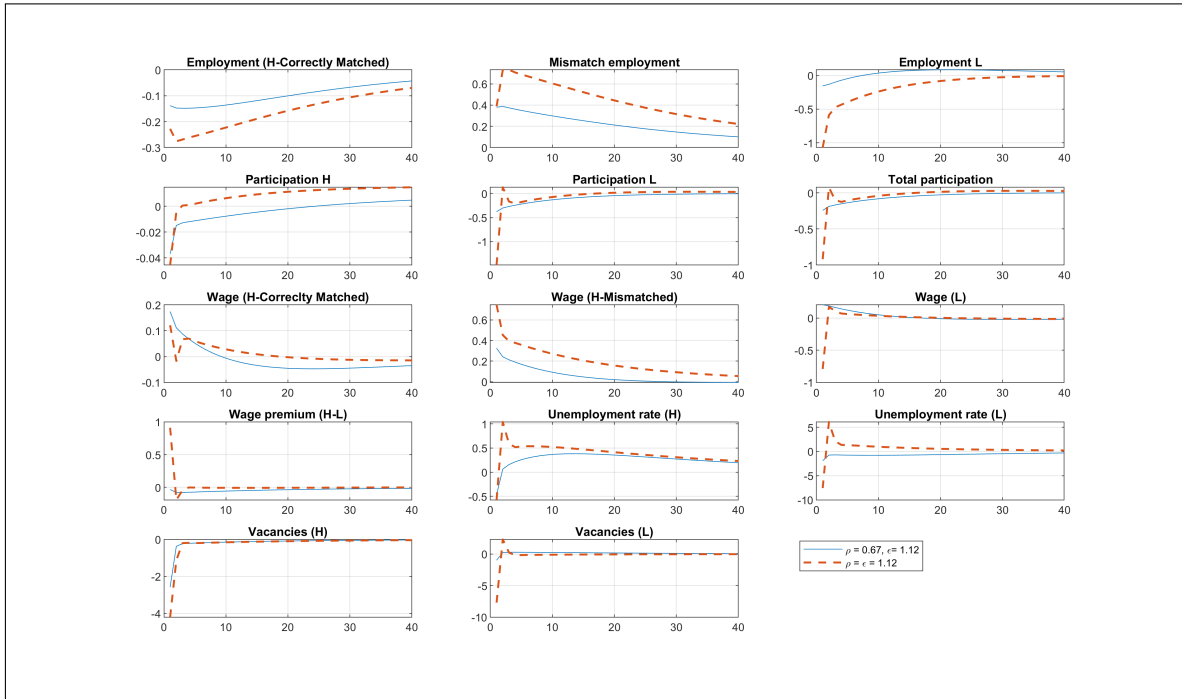 Employment (H-Correctly Matched)
0
-0.1
-0.2
-0.3
0 10 20 30 40
Mismatch employment
0.6
0.4
0.2
0
0 10 20 30 40
Employment L
0
-0.5
-1
0 10 20 30 40
Participation H
0
-0.02
-0.04
0 10 20 30 40
Participation L
0
-0.5
-1
0 10 20 30 40
Total participation
0
-0.5
-1
0 10 20 30 40
Wage (H-Correclty Matched)
0.2
0.1
0
-0.1
0 10 20 30 40
Wage (H-Mismatched)
0.6
0.4
0.2
0
0 10 20 30 40
Wage (L)
0
-0.5
-1
0 10 20 30 40
Wage premium (H-L)
1
0.5
0
0 10 20 30 40
Unemployment rate (H)
1
0.5
0
-0.5
0 10 20 30 40
Unemployment rate (L)
5
0
-5
-10
0 10 20 30 40
Vacancies (H)
0
-2
-4
0 10 20 30 40
Vacancies (L)
0
-5
-10
0 10 20 30 40
ρ = 0.67, ϵ= 1.12
ρ = ϵ = 1.12